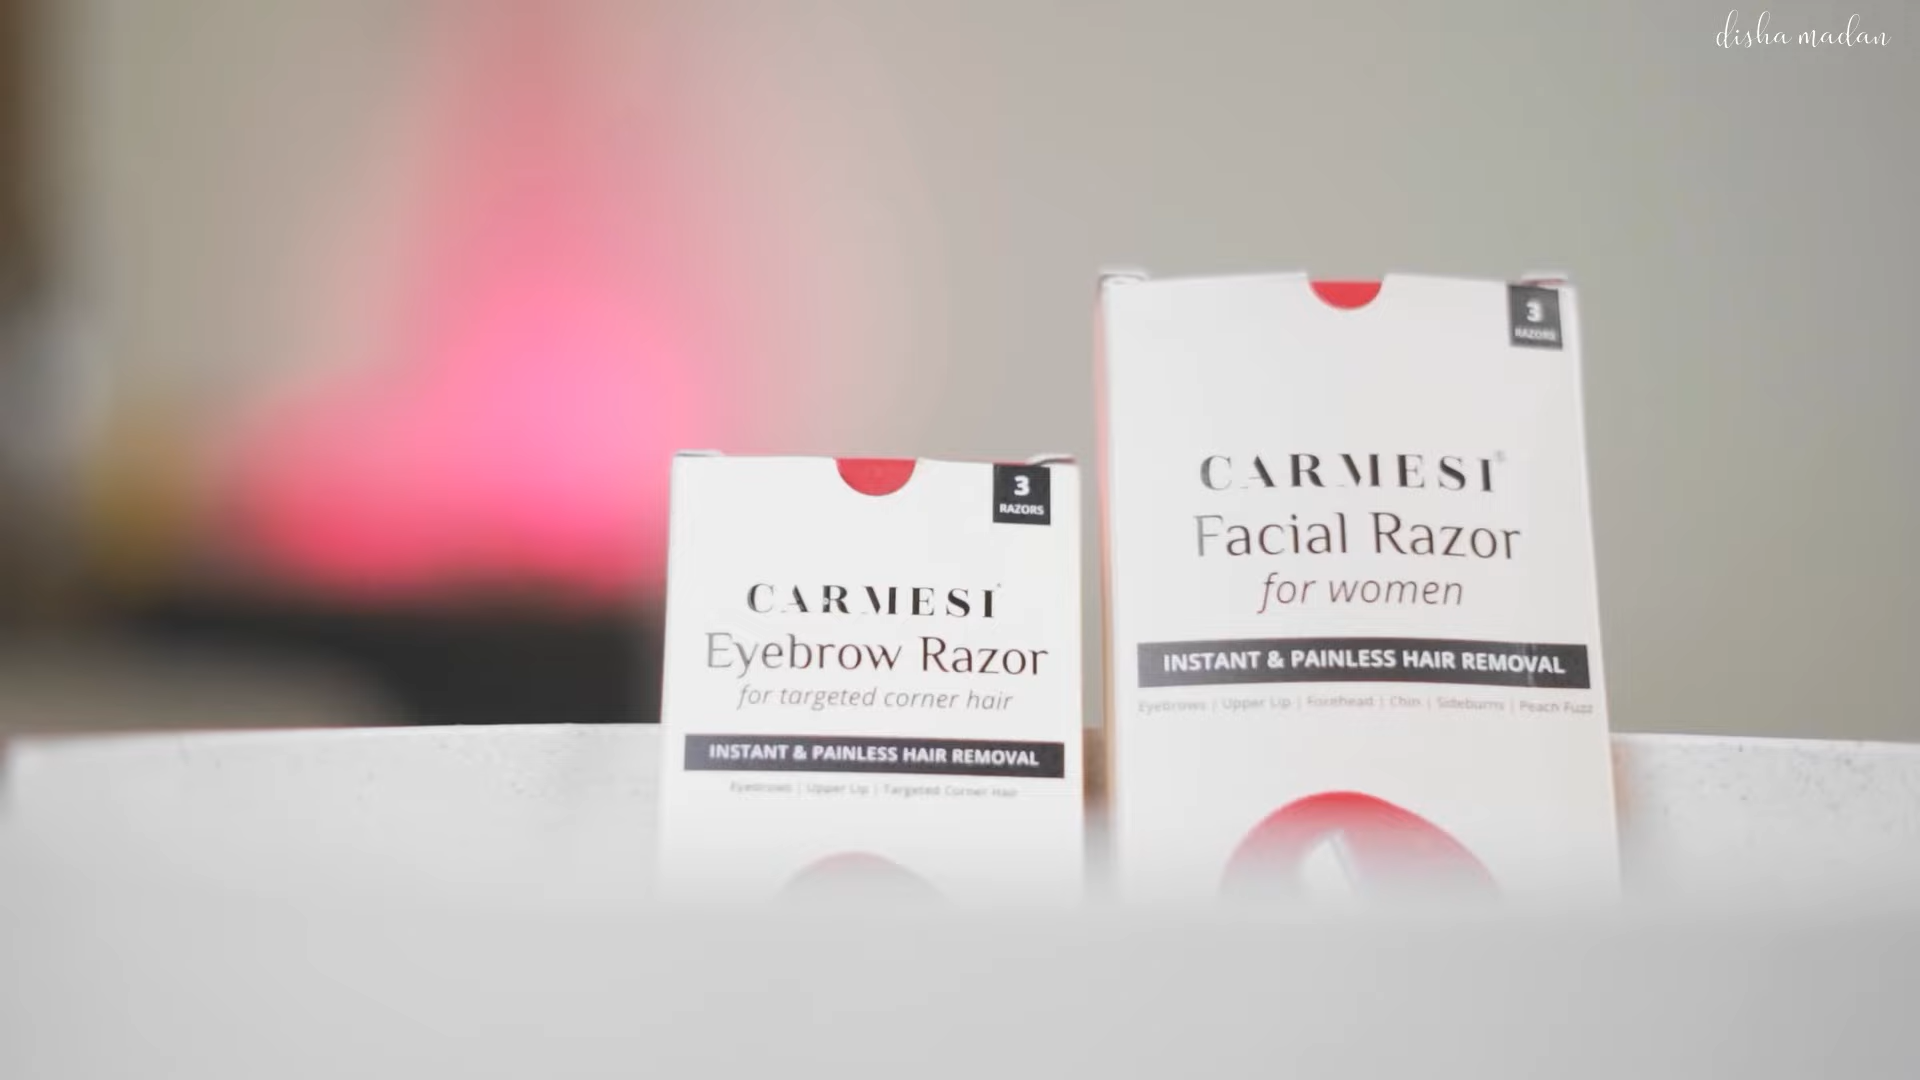 disha madan
3
RAZORS
CARMESI
Eyebrow Razor
for targeted corner hair
INSTANT & PAINLESS HAIR REMOVAL
Eyebrows | Upper Lip | Targeted Corner Hair
3
RAZORS
CARMESI®
Facial Razor
for women
INSTANT & PAINLESS HAIR REMOVAL
Eyebrows | Upper Lip | Forehead | Chin | Sideburns | Peach Fuzz